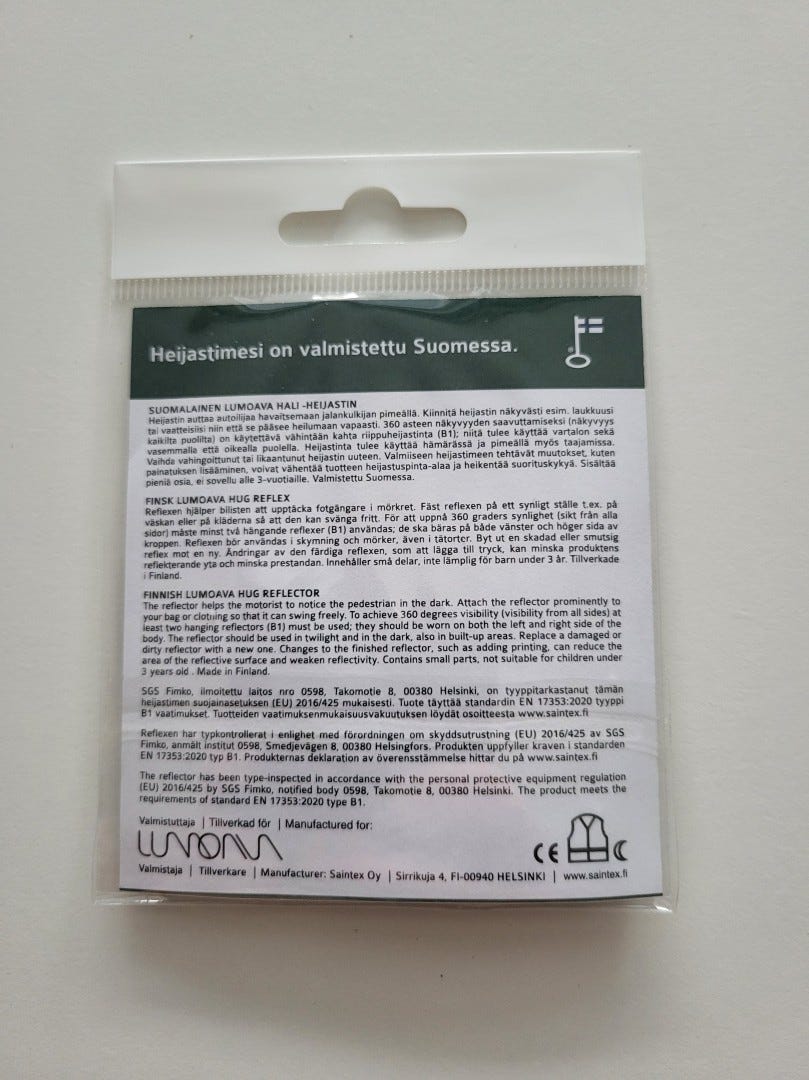 Heijastimesi on valmistettu Suomessa.
SUOMALAINEN LUMOAVA HALI -HEIJASTIN
Heijastin auttaa autoilijaa havaitsemaan jalankulkijan pimeällä. Kiinnitä heijastin näkyvästi esim. laukkuusi
tai vaatteisiisi niin että se pääsee heilumaan vapaasti. 360 asteen näkyvyyden saavuttamiseksi (näkyvyys
kaikilta puolilta) on käytettävä vähintään kahta riippuheijastinta (B1); niitä tulee käyttää vartalon sekä
vasemmalla että oikealla puolella. Heijastinta tulee käyttää hämärässä ja pimeällä myös taajamissa.
Vaihda vahingoittunut tai likaantunut heijastin uuteen. Valmiiseen heijastimeen tehtävät muutokset, kuten
painatuksen lisääminen, voivat vähentää tuotteen heijastuspinta-alaa ja heikentää suorituskykyä. Sisältää
pieniä osia, ei sovellu alle 3-vuotiaille. Valmistettu Suomessa.
FINSK LUMOAVA HUG REFLEX
Reflexen hjälper bilisten att upptäcka fotgängare i mörkret. Fäst reflexen på ett synligt ställe t.ex. på
väskan eller på kläderna så att den kan svänga fritt. För att uppnå 360 graders synlighet (sikt från alla
sidor) måste minst två hängande reflexer (B1) användas; de ska bäras på både vänster och höger sida av
kroppen. Reflexen bör användas i skymning och mörker, även i tätorter. Byt ut en skadad eller smutsig
reflex mot en ny. Ändringar av den färdiga reflexen, som att lägga till tryck, kan minska produktens
reflekterande yta och minska prestandan. Innehåller små delar, inte lämplig för barn under 3 år. Tillverkade
i Finland.
FINNISH LUMOAVA HUG REFLECTOR
The reflector helps the motorist to notice the pedestrian in the dark. Attach the reflector prominently to
your bag or clothing so that it can swing freely. To achieve 360 degrees visibility (visibility from all sides) at
least two hanging reflectors (B1) must be used; they should be worn on both the left and right side of the
body. The reflector should be used in twilight and in the dark, also in built-up areas. Replace a damaged or
dirty reflector with a new one. Changes to the finished reflector, such as adding printing, can reduce the
area of the reflective surface and weaken reflectivity. Contains small parts, not suitable for children under
3 years old . Made in Finland.
SGS Fimko, ilmoitettu laitos nro 0598, Takomotie 8, 00380 Helsinki, on tyyppitarkastanut tämän
heijastimen suojainasetuksen (EU) 2016/425 mukaisesti. Tuote täyttää standardin EN 17353:2020 tyyppi
B1 vaatimukset. Tuotteiden vaatimuksenmukaisuusvakuutuksen löydät osoitteesta www.saintex.fi
Reflexen har typkontrollerat i enlighet med förordningen om skyddsutrustning (EU) 2016/425 av SGS
Fimko, anmält institut 0598, Smedjevägen 8, 00380 Helsingfors. Produkten uppfyller kraven i standarden
EN 17353:2020 typ B1. Produkternas deklaration av överensstämmelse hittar du på www.saintex.fi
The reflector has been type-inspected in accordance with the personal protective equipment regulation
(EU) 2016/425 by SGS Fimko, notified body 0598, Takomotie 8, 00380 Helsinki. The product meets the
requirements of standard EN 17353:2020 type B1.
Valmistuttaja | Tillverkad för | Manufactured for:
LUMOAVA
CE
Valmistaja | Tillverkare | Manufacturer: Saintex Oy | Sirrikuja 4, FI-00940 HELSINKI | www.saintex.fi